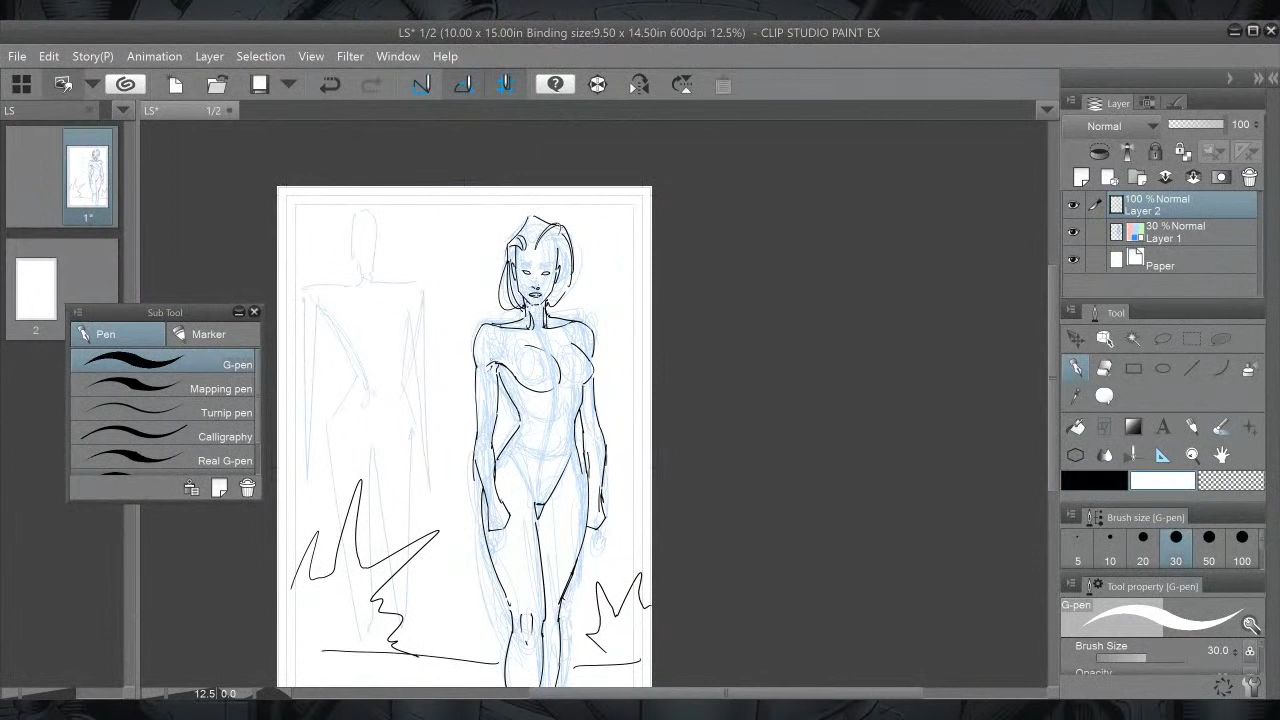 LS* 1/2 (10.00 x 15.00in Binding size:9.50 x 14.50in 600dpi 12.5%) - CLIP STUDIO PAINT EX
File Edit Story(P) Animation Layer Selection View Filter Window Help
LS
LS* 1/2
1*
2
Sub Tool
Pen Marker
G-pen
Mapping pen
Turnip pen
Calligraphy
Real G-pen
12.5 0.0
Layer
Normal 100
100 %Normal
Layer 2
30 %Normal
Layer 1
Paper
Tool
Brush size [G-pen]
5 10 20 30 50 100
Tool property [G-pen]
G-pen
Brush Size 30.0
Opacity